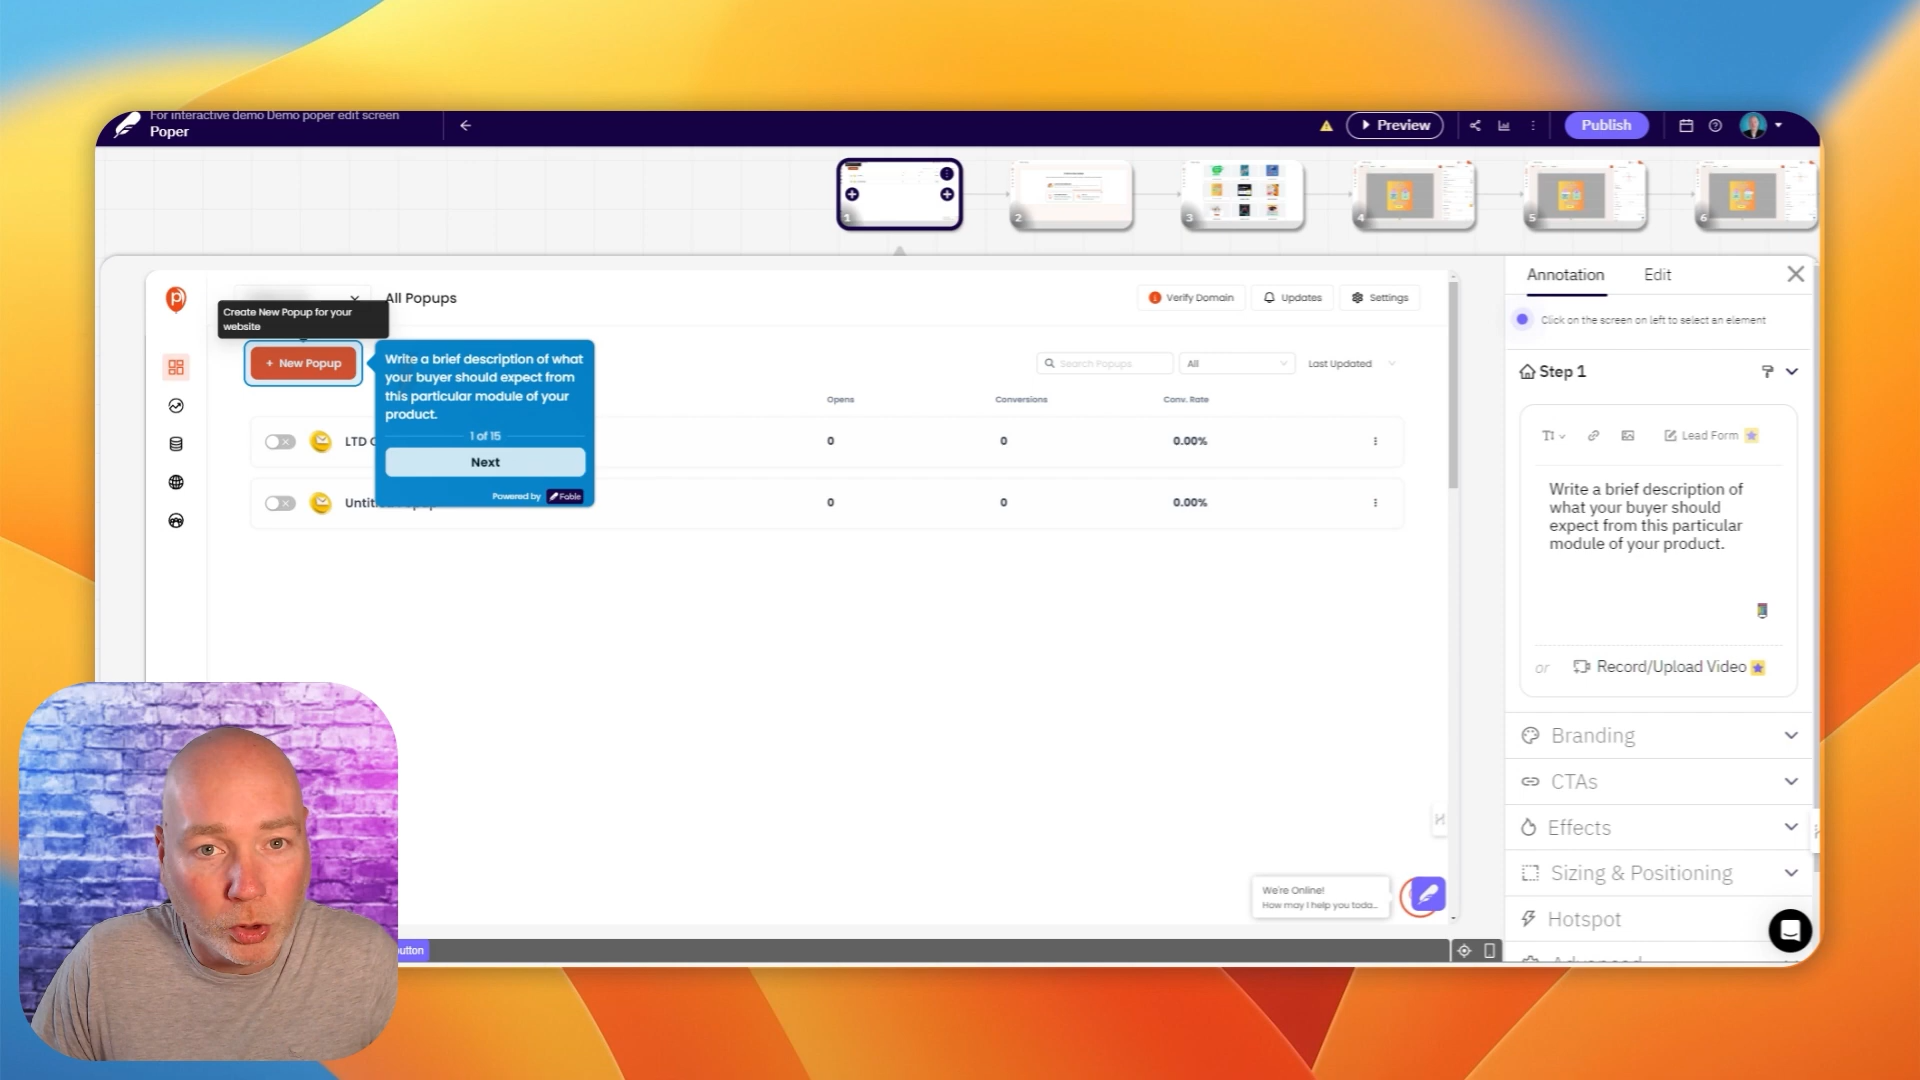 For interactive demo Demo poper edit screen
Poper
Preview
Publish
1
2
3
4
5
6
All Popups
Verify Domain
Updates
Settings
Create New Popup for your
website
+ New Popup
Write a brief description of what
your buyer should expect from
this particular module of your
product.
1 of 15
Next
Powered by Fable
Search Popups
All
Last Updated
Opens
Conversions
Conv. Rate
LTD
0
0
0.00%
0
0
0.00%
We're Online!
How may I help you toda...
Annotation
Edit
Click on the screen on left to select an element
Step 1
Lead Form
Write a brief description of
what your buyer should
expect from this particular
module of your product.
or Record/Upload Video
Branding
CTAs
Effects
Sizing & Positioning
Hotspot